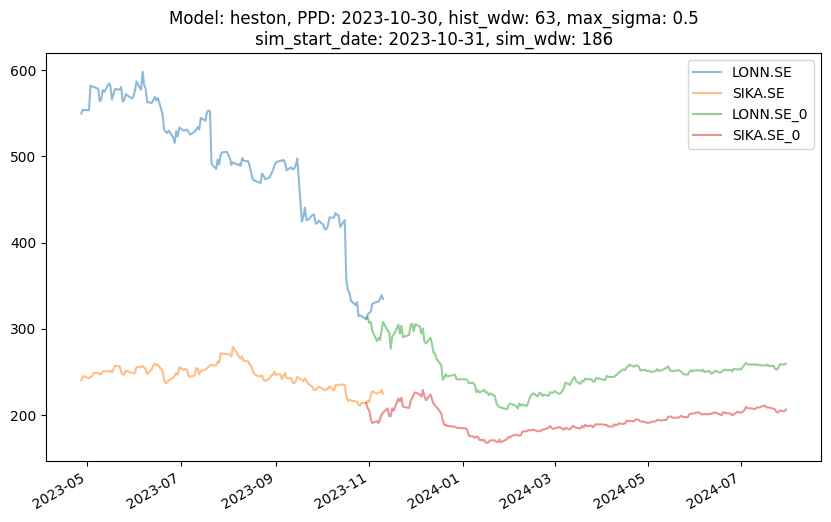 Model: heston, PPD: 2023-10-30, hist_wdw: 63, max_sigma: 0.5
sim_start_date: 2023-10-31, sim_wdw: 186
LONN.SE
SIKA.SE
LONN.SE_0
SIKA.SE_0
600
500
400
300
200
2023-05
2023-07
2023-09
2023-11
2024-01
2024-03
2024-05
2024-07